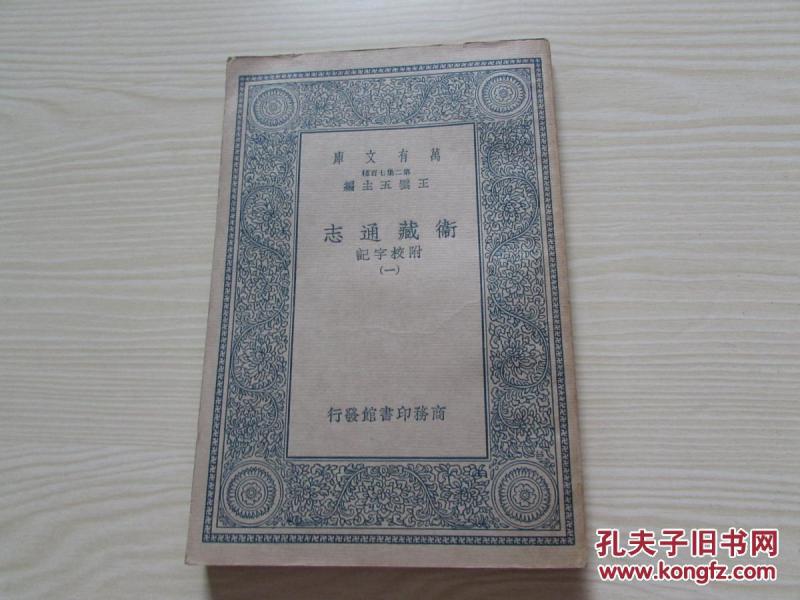 萬有文庫
第二集七百種
王雲五主編
衞藏通志
附校字記
(一)
商務印書館發行
孔夫子旧书网
www.kongfz.com